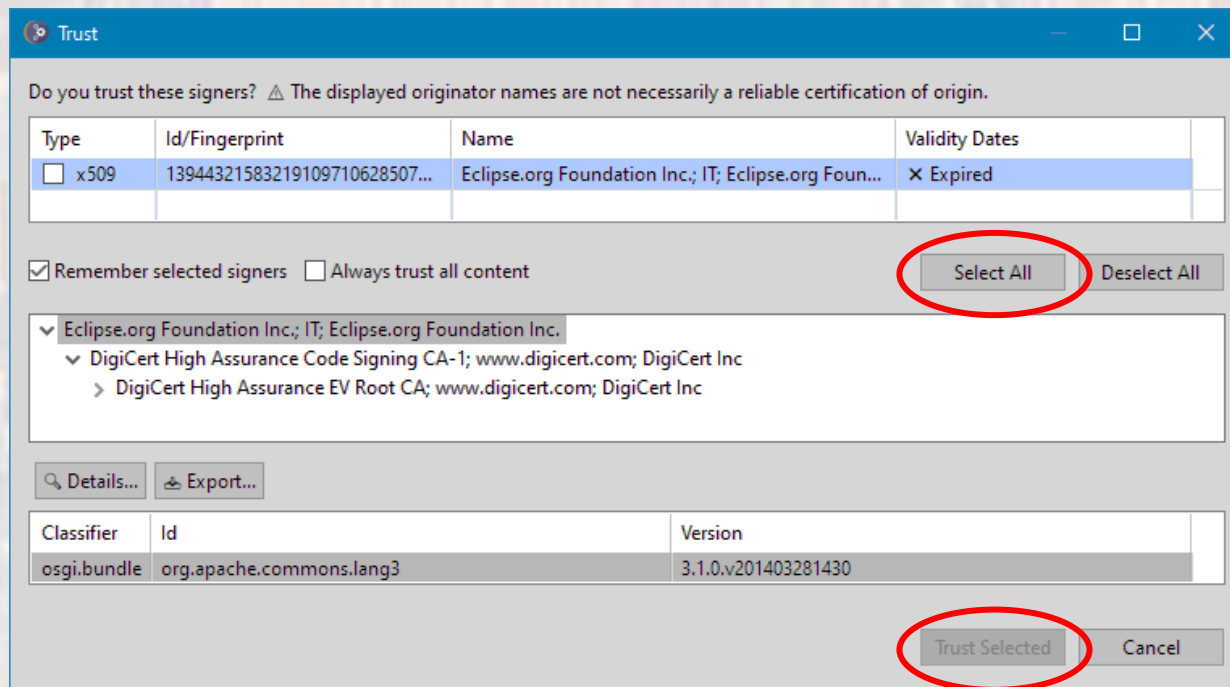 Trust
Do you trust these signers? ⚠ The displayed originator names are not necessarily a reliable certification of origin.
Type Id/Fingerprint Name Validity Dates
x509 13944321583219109710628507... Eclipse.org Foundation Inc.; IT; Eclipse.org Foun... ✕ Expired
Remember selected signers Always trust all content Select All Deselect All
Eclipse.org Foundation Inc.; IT; Eclipse.org Foundation Inc.
DigiCert High Assurance Code Signing CA-1; www.digicert.com; DigiCert Inc
DigiCert High Assurance EV Root CA; www.digicert.com; DigiCert Inc
Details... Export...
Classifier Id Version
osgi.bundle org.apache.commons.lang3 3.1.0.v201403281430
Trust Selected Cancel